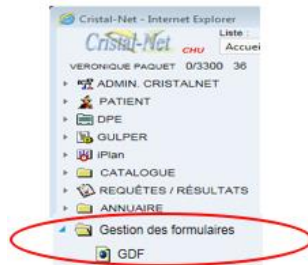 Cristal-Net - Internet Explorer
Cristal-Net CHU
Liste :
Accuei
VERONIQUE PAQUET 0/3300 36
ADMIN. CRISTALNET
PATIENT
DPE
GULPER
iPlan
CATALOGUE
REQUÊTES / RÉSULTATS
ANNUAIRE
Gestion des formulaires
GDF